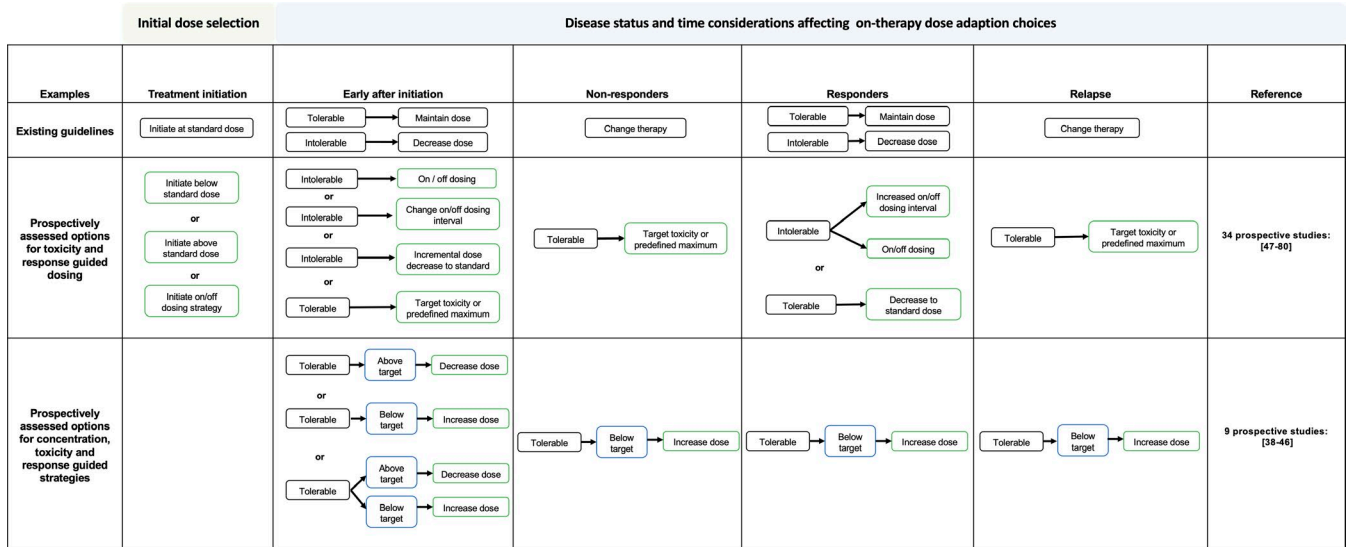 Initial dose selection
Disease status and time considerations affecting on-therapy dose adaption choices
Examples
Treatment initiation
Early after initiation
Non-responders
Responders
Relapse
Reference
Existing guidelines
Initiate at standard dose
Tolerable
Maintain dose
Intolerable
Decrease dose
Change therapy
Tolerable
Maintain dose
Intolerable
Decrease dose
Change therapy
Prospectively
assessed options
for toxicity and
response guided
dosing
Initiate below
standard dose
or
Initiate above
standard dose
or
Initiate on/off
dosing strategy
Intolerable
On / off dosing
or
Intolerable
Change on/off dosing
interval
or
Intolerable
Incremental dose
decrease to standard
or
Tolerable
Target toxicity or
predefined maximum
Tolerable
Target toxicity or
predefined maximum
Intolerable
Increased on/off
dosing interval
On/off dosing
or
Tolerable
Decrease to
standard dose
Tolerable
Target toxicity or
predefined maximum
34 prospective studies:
[47-80]
Prospectively
assessed options
for concentration,
toxicity and
response guided
strategies
Tolerable
Above
target
Decrease dose
or
Tolerable
Below
target
Increase dose
or
Tolerable
Above
target
Decrease dose
Below
target
Increase dose
Tolerable
Below
target
Increase dose
Tolerable
Below
target
Increase dose
Tolerable
Below
target
Increase dose
9 prospective studies:
[38-46]